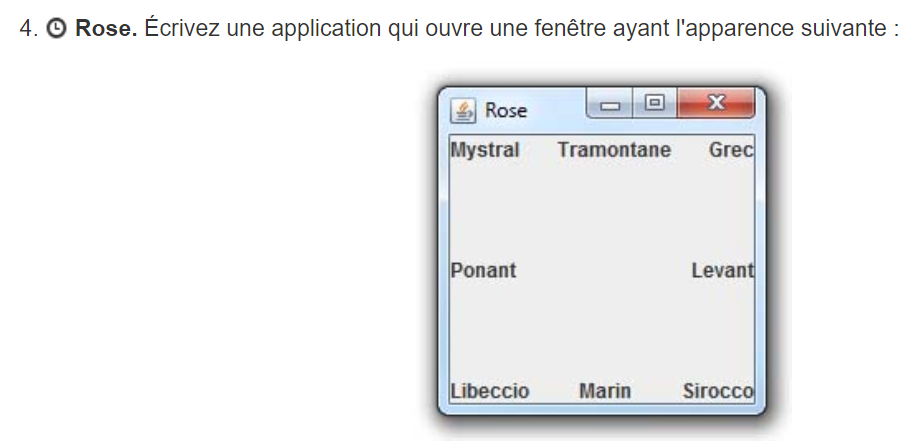 4. Rose. Écrivez une application qui ouvre une fenêtre ayant l'apparence suivante :
Rose
Mystral Tramontane Grec
Ponant Levant
Libeccio Marin Sirocco